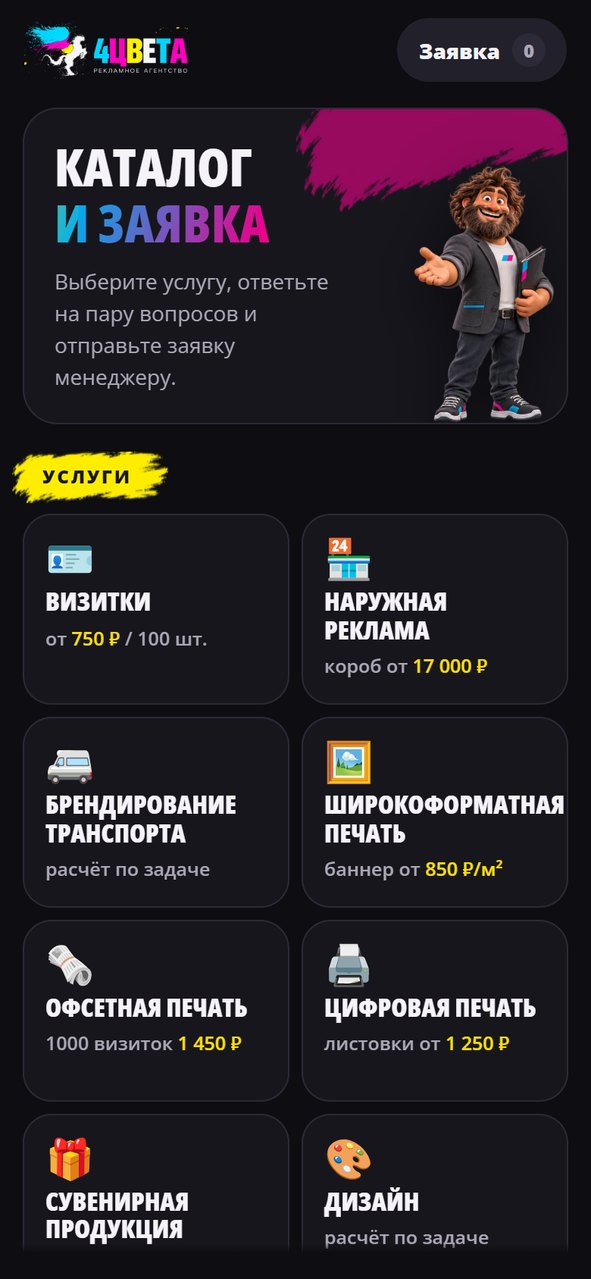 4ЦВЕТА
РЕКЛАМНОЕ АГЕНТСТВО
Заявка 0
КАТАЛОГ
И ЗАЯВКА
Выберите услугу, ответьте
на пару вопросов и
отправьте заявку
менеджеру.
УСЛУГИ
ВИЗИТКИ
от 750 ₽ / 100 шт.
24
НАРУЖНАЯ
РЕКЛАМА
короб от 17 000 ₽
БРЕНДИРОВАНИЕ
ТРАНСПОРТА
расчёт по задаче
ШИРОКОФОРМАТНАЯ
ПЕЧАТЬ
баннер от 850 ₽/м²
ОФСЕТНАЯ ПЕЧАТЬ
1000 визиток 1 450 ₽
ЦИФРОВАЯ ПЕЧАТЬ
листовки от 1 250 ₽
СУВЕНИРНАЯ
ПРОДУКЦИЯ
ДИЗАЙН
расчёт по задаче